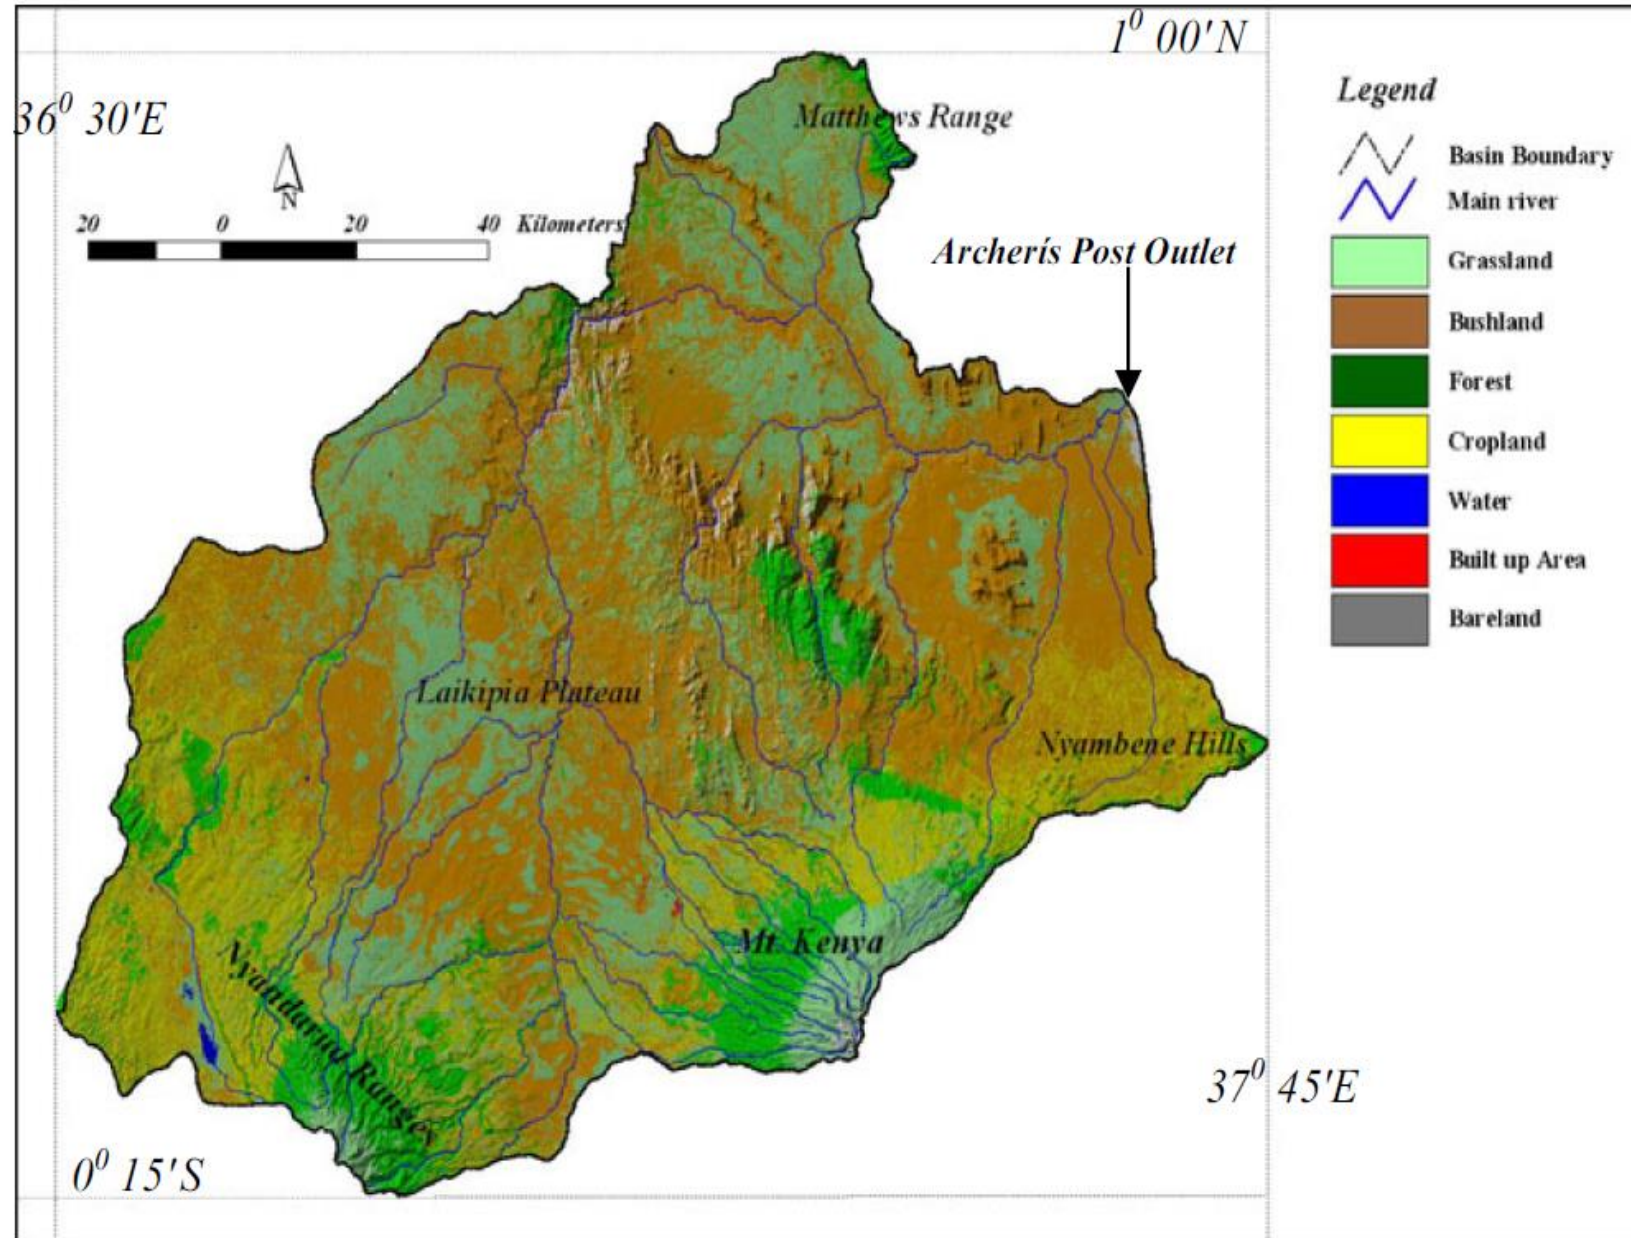 1⁰ 00'N
36⁰ 30'E
Matthews Range
N
20 0 20 40 Kilometers
Archerís Post Outlet
Laikipia Plateau
Nyambene Hills
Mt. Kenya
Nyandarua Ranges
37⁰ 45'E
0⁰ 15'S
Legend
Basin Boundary
Main river
Grassland
Bushland
Forest
Cropland
Water
Built up Area
Bareland